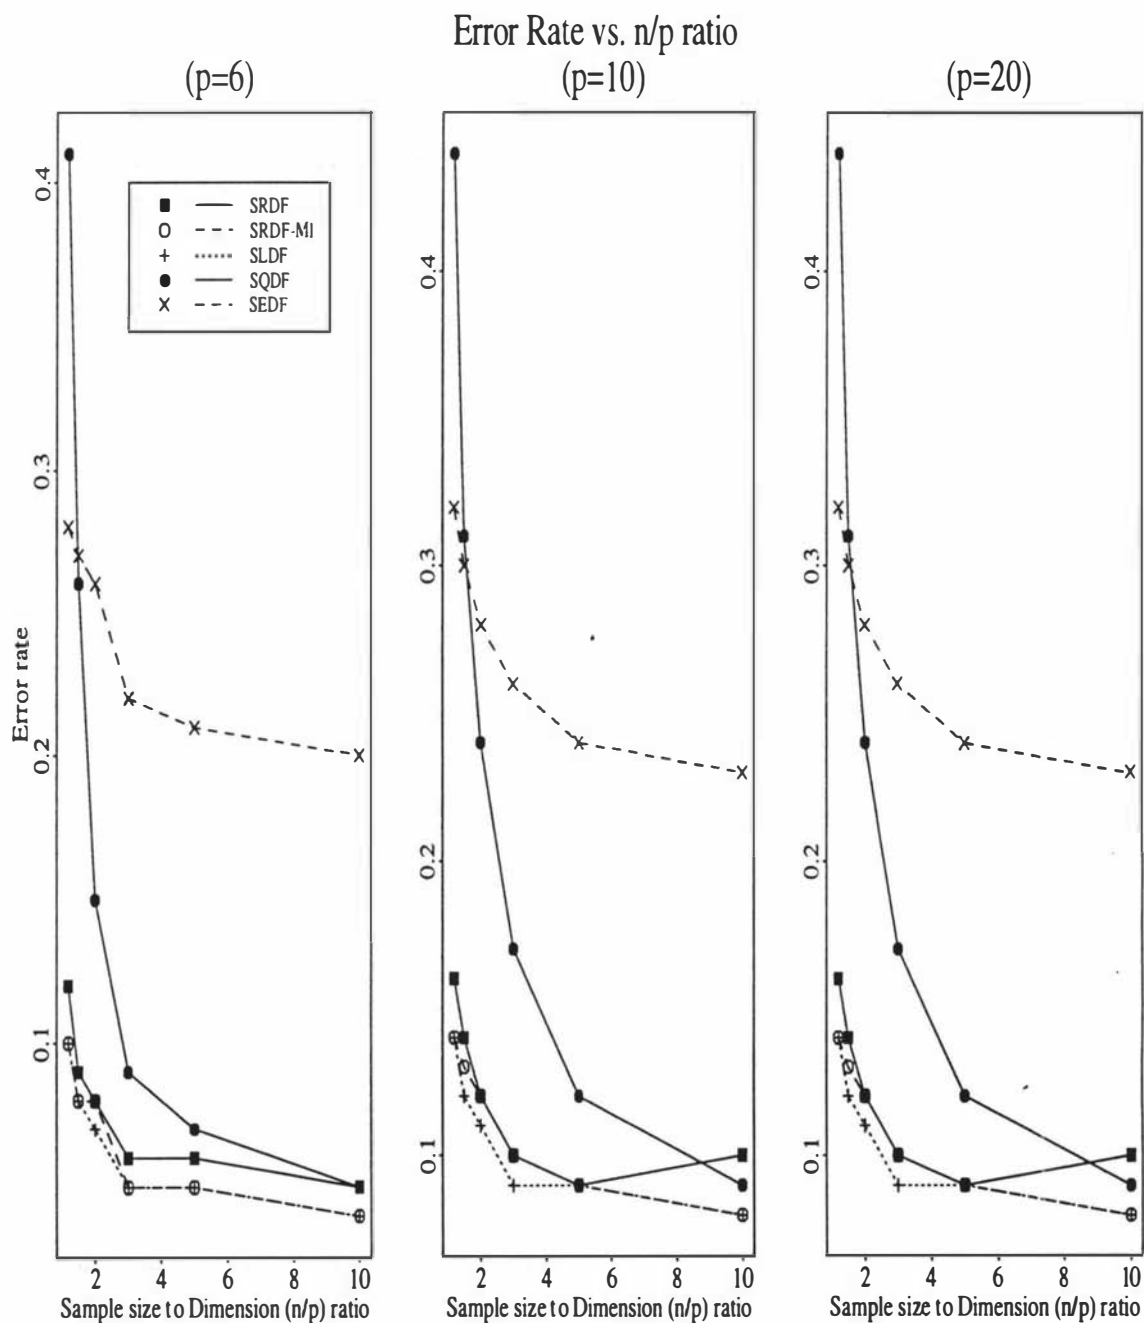 Error Rate vs. n/p ratio
(p=6)
(p=10)
(p=20)
Error rate
0.4
0.3
0.2
0.1
SRDF
SRDF-MI
SLDF
SQDF
SEDF
2 4 6 8 10
Sample size to Dimension (n/p) ratio
0.4
0.3
0.2
0.1
2 4 6 8 10
Sample size to Dimension (n/p) ratio
0.4
0.3
0.2
0.1
2 4 6 8 10
Sample size to Dimension (n/p) ratio